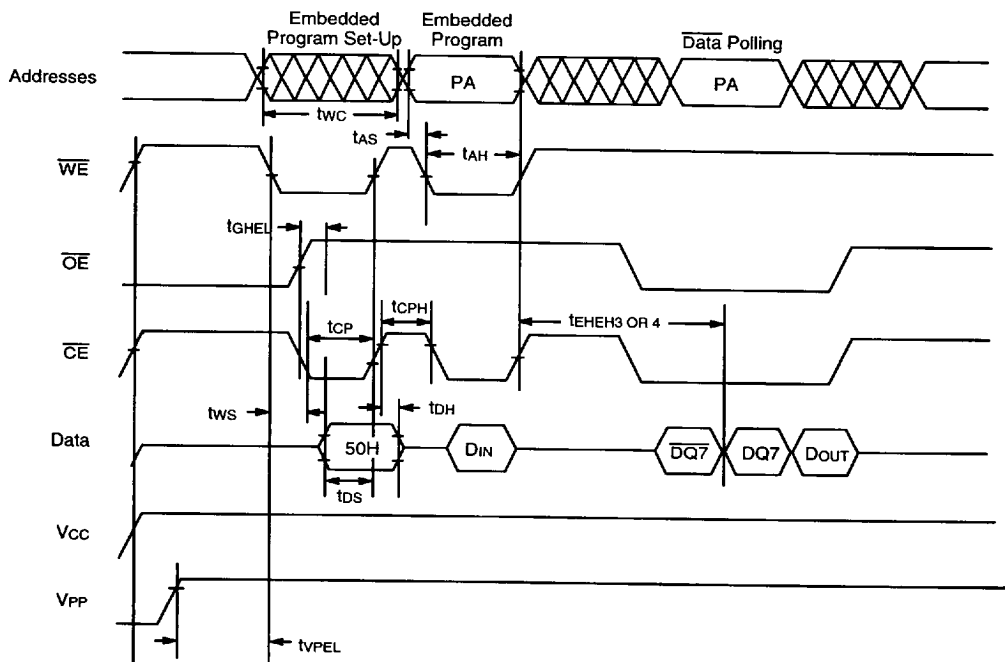 Embedded
Program Set-Up
Embedded
Program
Data Polling
Addresses
PA
PA
tWC
tAS
tAH
WE
tGHEL
OE
tCP
tCPH
tEHEH3 OR 4
CE
tWS
tDH
Data
50H
DIN
DQ7
DQ7
DOUT
tDS
VCC
VPP
tVPEL